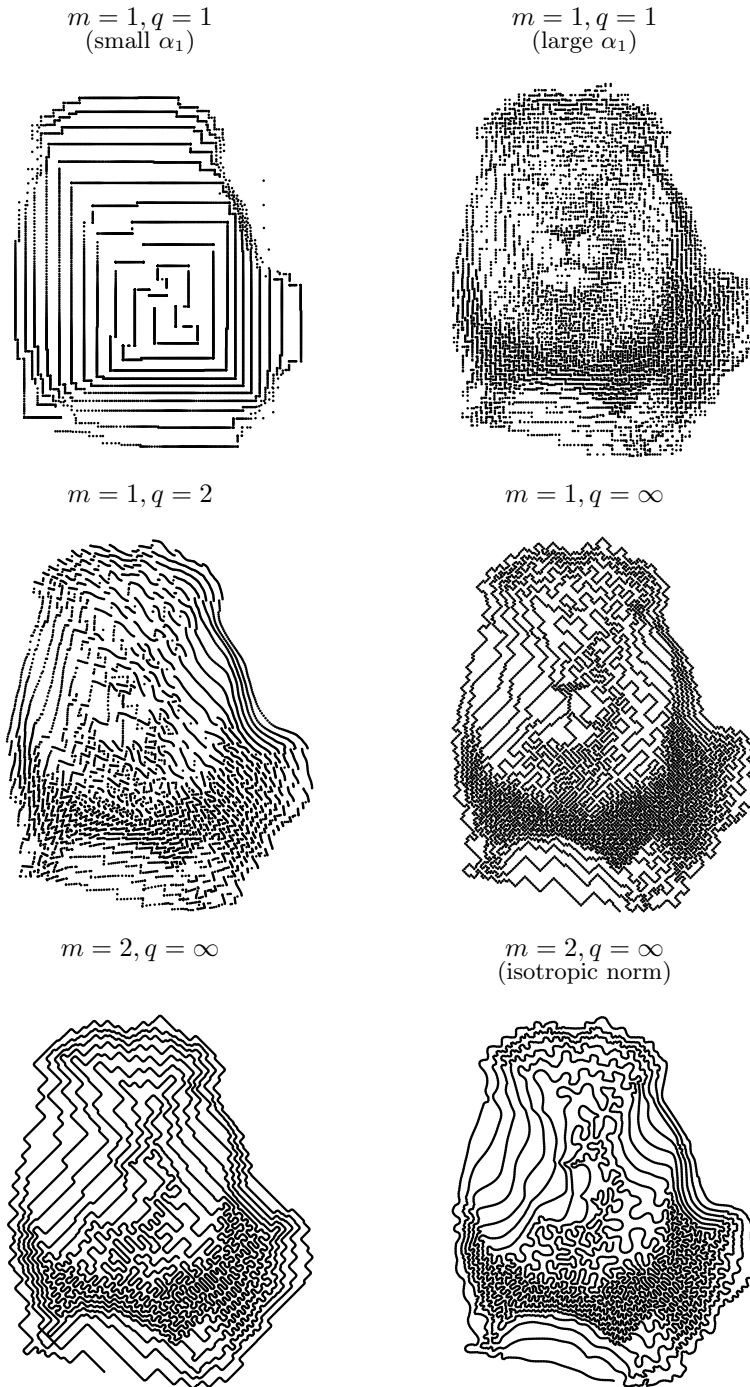 m = 1, q = 1
(small α₁)
m = 1, q = 1
(large α₁)
m = 1, q = 2
m = 1, q = ∞
m = 2, q = ∞
m = 2, q = ∞
(isotropic norm)